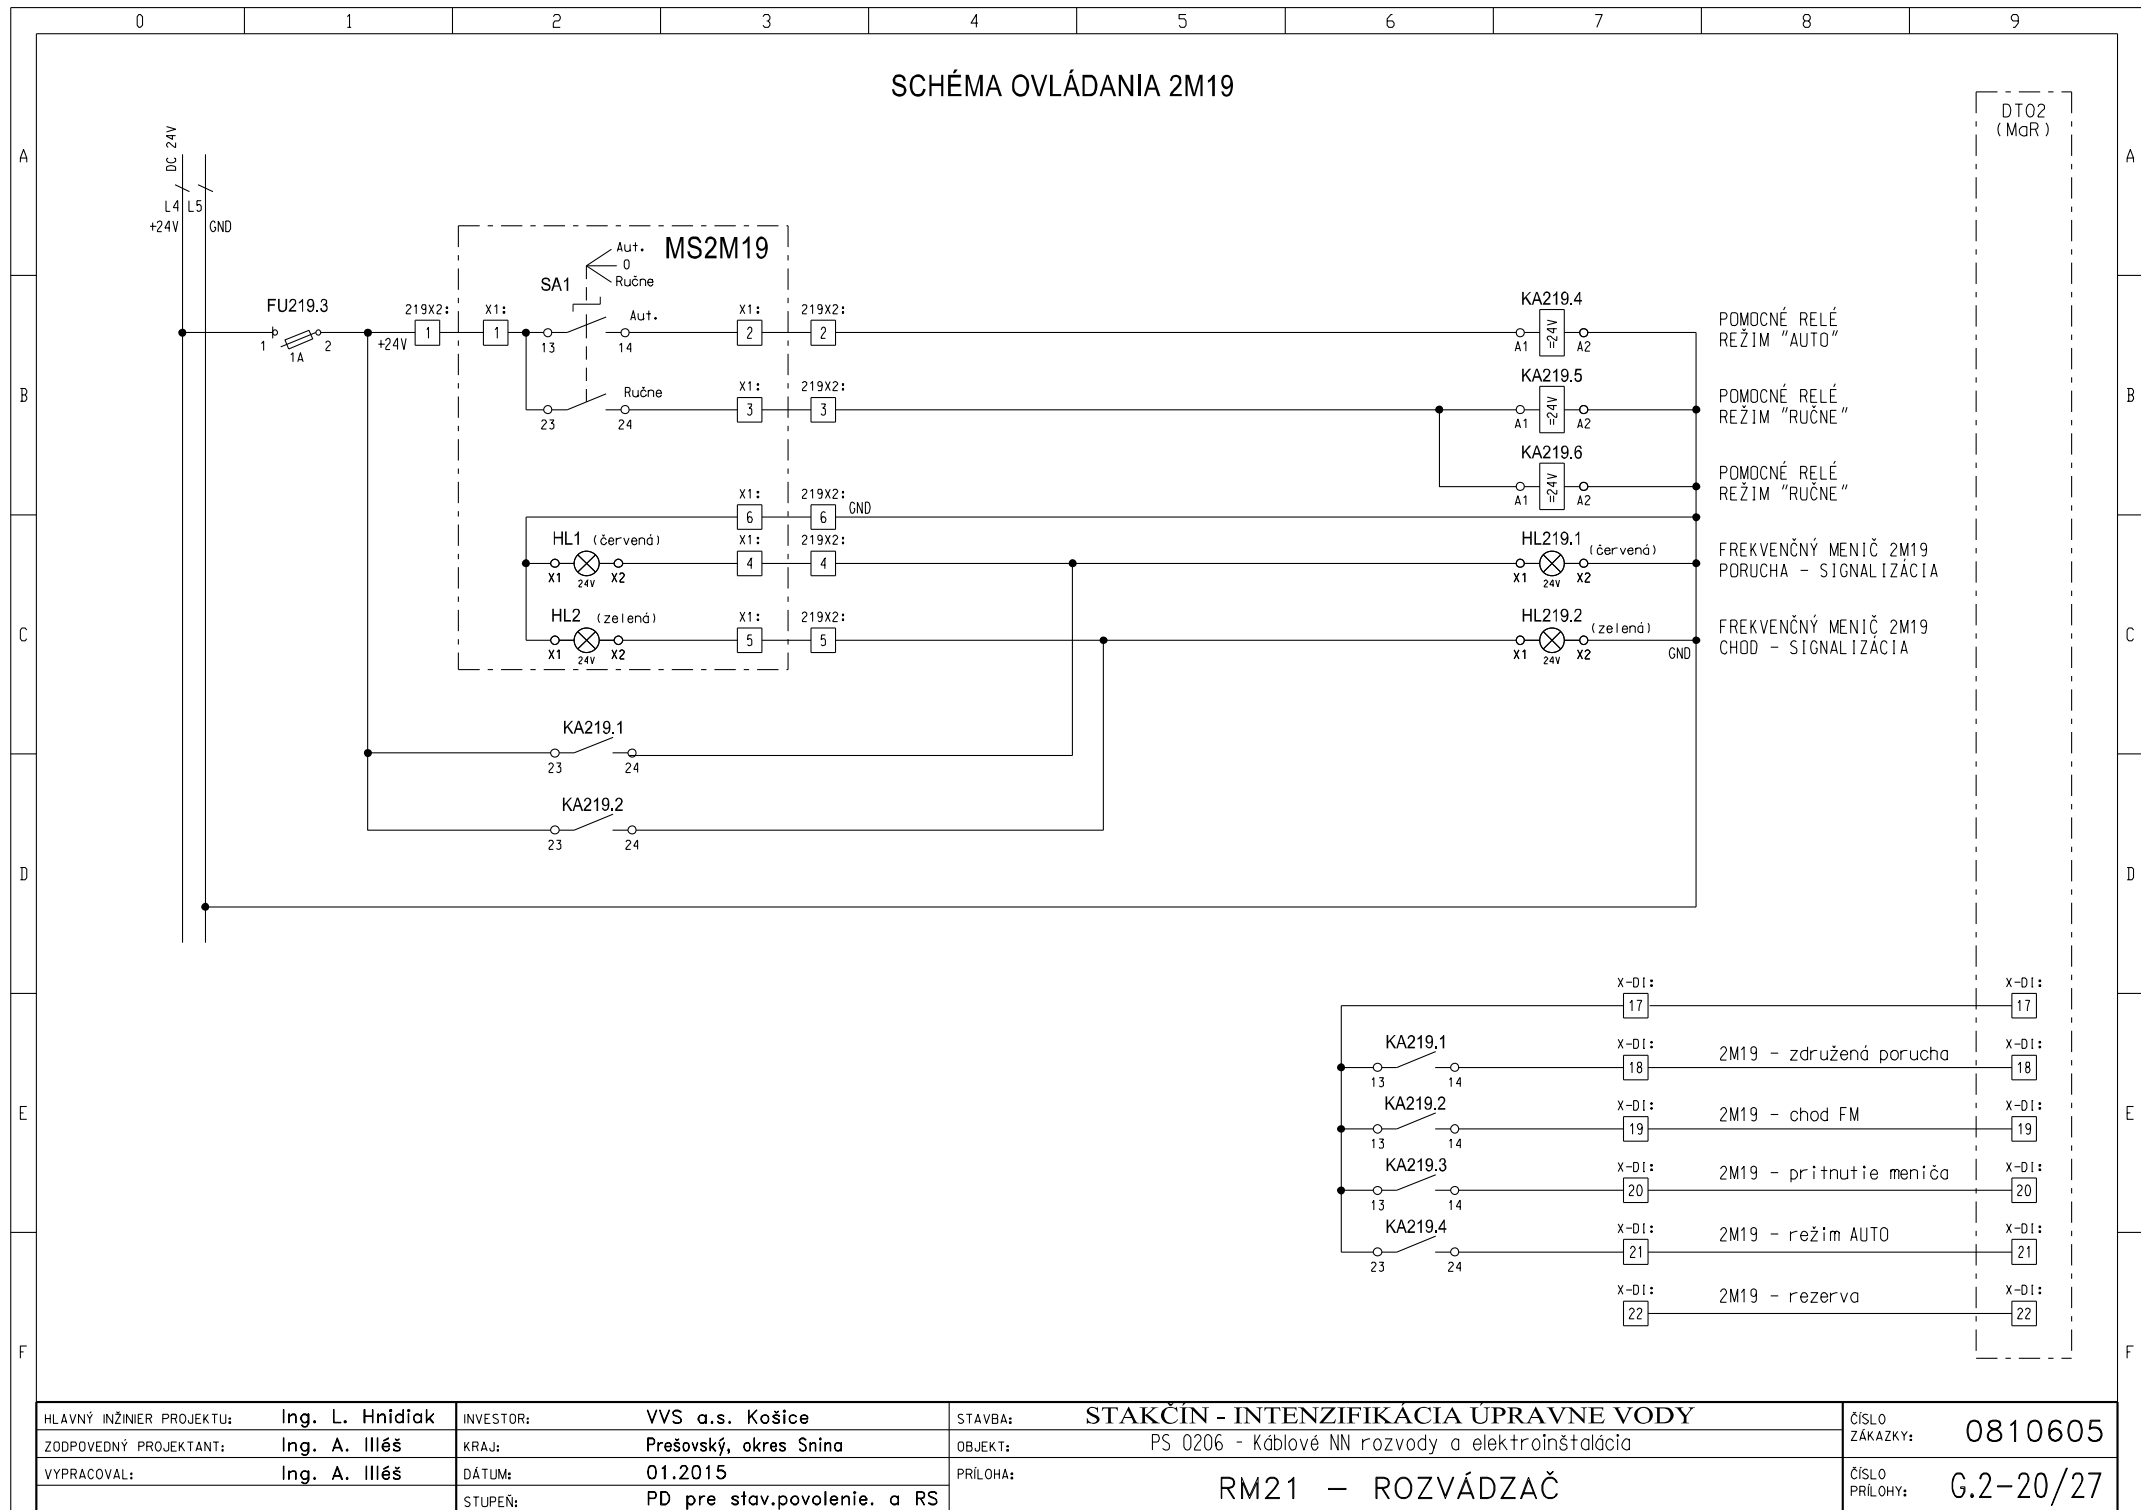 0 1 2 3 4 5 6 7 8 9
SCHÉMA OVLÁDANIA 2M19
DT02
(MaR)
A A
DC 24V
L4 L5
+24V GND
MS2M19
Aut.
0
Ručne
SA1
FU219.3
1 1A 2
+24V
219X2:
1
X1:
1
Aut.
13 14
X1:
2
219X2:
2
KA219.4
A1 =24V A2
POMOCNÉ RELÉ
REŽIM "AUTO"
B B
Ručne
23 24
X1:
3
219X2:
3
KA219.5
A1 =24V A2
POMOCNÉ RELÉ
REŽIM "RUČNE"
KA219.6
A1 =24V A2
POMOCNÉ RELÉ
REŽIM "RUČNE"
X1:
6
219X2:
6
GND
HL1 (červená)
X1 24V X2
X1:
4
219X2:
4
HL219.1
(červená)
X1 24V X2
FREKVENČNÝ MENIČ 2M19
PORUCHA - SIGNALIZÁCIA
C C
HL2 (zelená)
X1 24V X2
X1:
5
219X2:
5
HL219.2
(zelená)
X1 24V X2
GND
FREKVENČNÝ MENIČ 2M19
CHOD - SIGNALIZÁCIA
KA219.1
23 24
KA219.2
23 24
D D
X-DI:
17
X-DI:
17
KA219.1
13 14
X-DI:
18
2M19 - združená porucha
X-DI:
18
E E
KA219.2
13 14
X-DI:
19
2M19 - chod FM
X-DI:
19
KA219.3
13 14
X-DI:
20
2M19 - pritnutie meniča
X-DI:
20
KA219.4
23 24
X-DI:
21
2M19 - režim AUTO
X-DI:
21
X-DI:
22
2M19 - rezerva
X-DI:
22
F F
HLAVNÝ INŽINIER PROJEKTU: Ing. L. Hnidiak
ZODPOVEDNÝ PROJEKTANT: Ing. A. Illéš
VYPRACOVAL: Ing. A. Illéš
INVESTOR: VVS a.s. Košice
KRAJ: Prešovský, okres Snina
DÁTUM: 01.2015
STUPEŇ: PD pre stav.povolenie. a RS
STAVBA: STAKČÍN - INTENZIFIKÁCIA ÚPRAVNE VODY
OBJEKT: PS 0206 - Káblové NN rozvody a elektroinštalácia
PRÍLOHA: RM21 - ROZVÁDZAČ
ČÍSLO
ZÁKAZKY: 0810605
ČÍSLO
PRÍLOHY: G.2-20/27